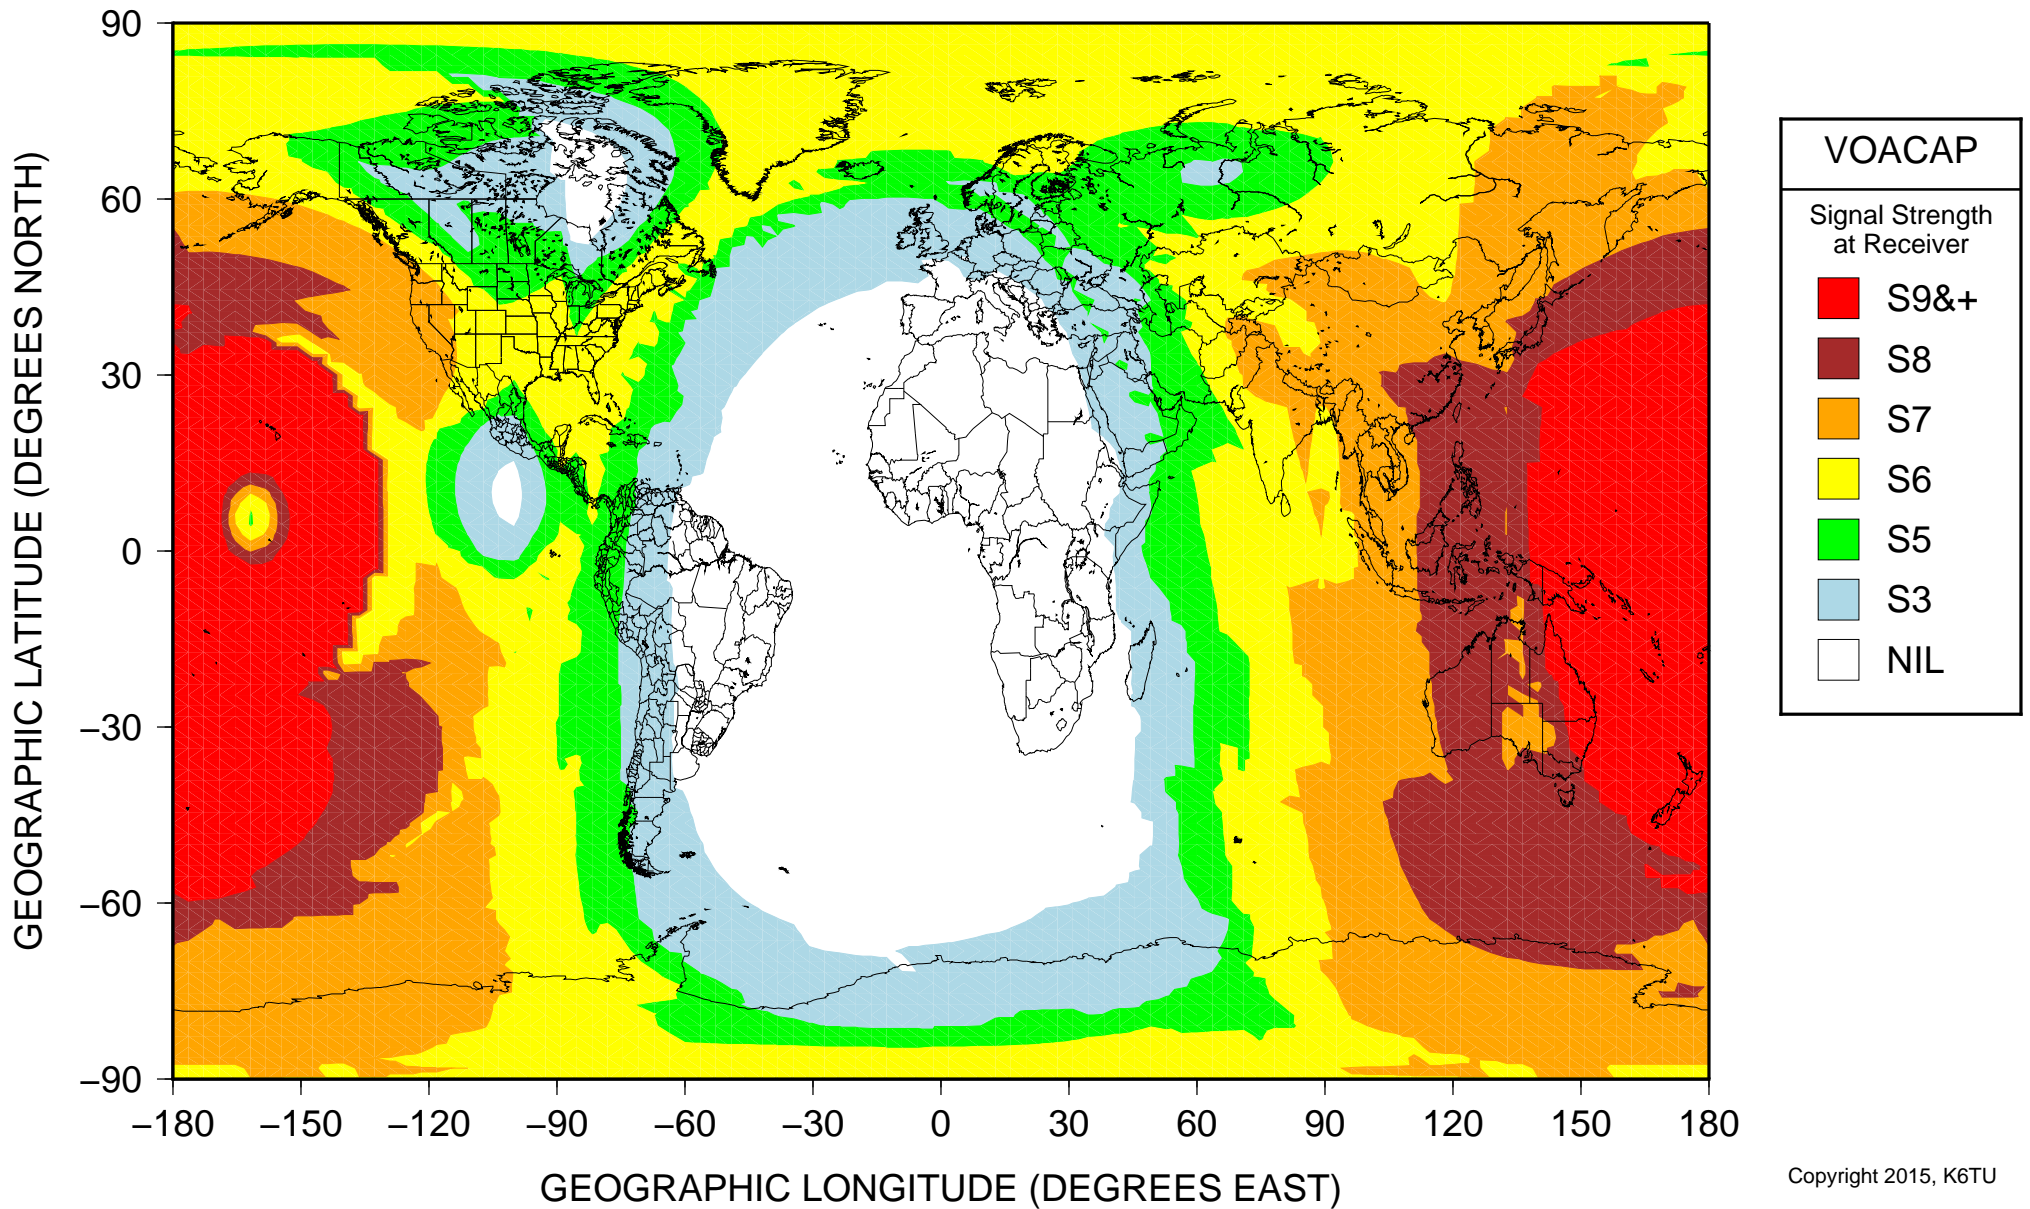 90
60
30
0
−30
−60
−90
GEOGRAPHIC LATITUDE (DEGREES NORTH)
−180 −150 −120 −90 −60 −30 0 30 60 90 120 150 180
GEOGRAPHIC LONGITUDE (DEGREES EAST)
VOACAP
Signal Strength
at Receiver
S9&+
S8
S7
S6
S5
S3
NIL
Copyright 2015, K6TU